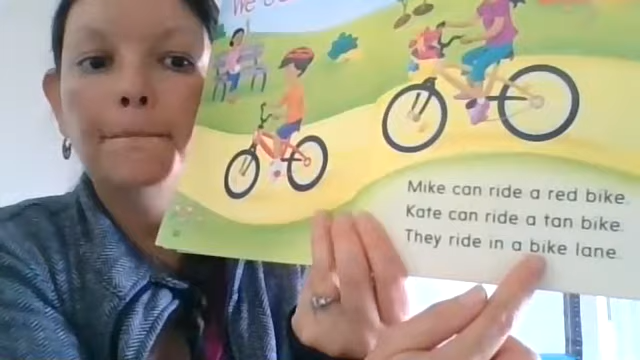 Mike can ride a red bike.
Kate can ride a tan bike.
They ride in a bike lane.